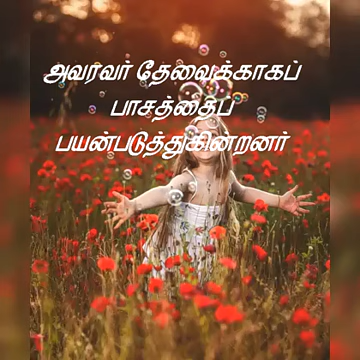 அவரவர் தேவைக்காகப்
பாசத்தைப்
பயன்படுத்துகின்றனர்